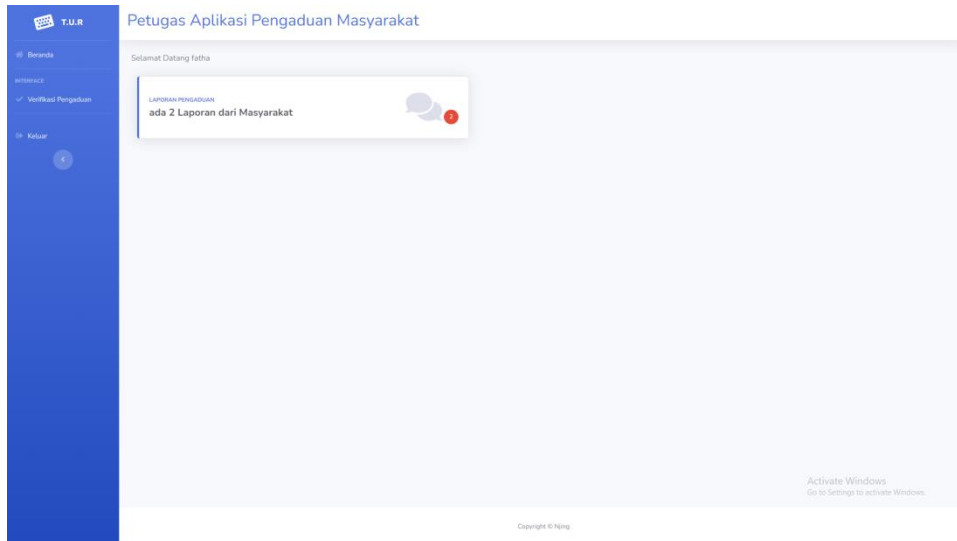 T.U.R
Petugas Aplikasi Pengaduan Masyarakat
Beranda
Selamat Datang fatha
INTERFACE
Verifikasi Pengaduan
LAPORAN PENGADUAN
ada 2 Laporan dari Masyarakat
2
Keluar
Activate Windows
Go to Settings to activate Windows.
Copyright © Njing